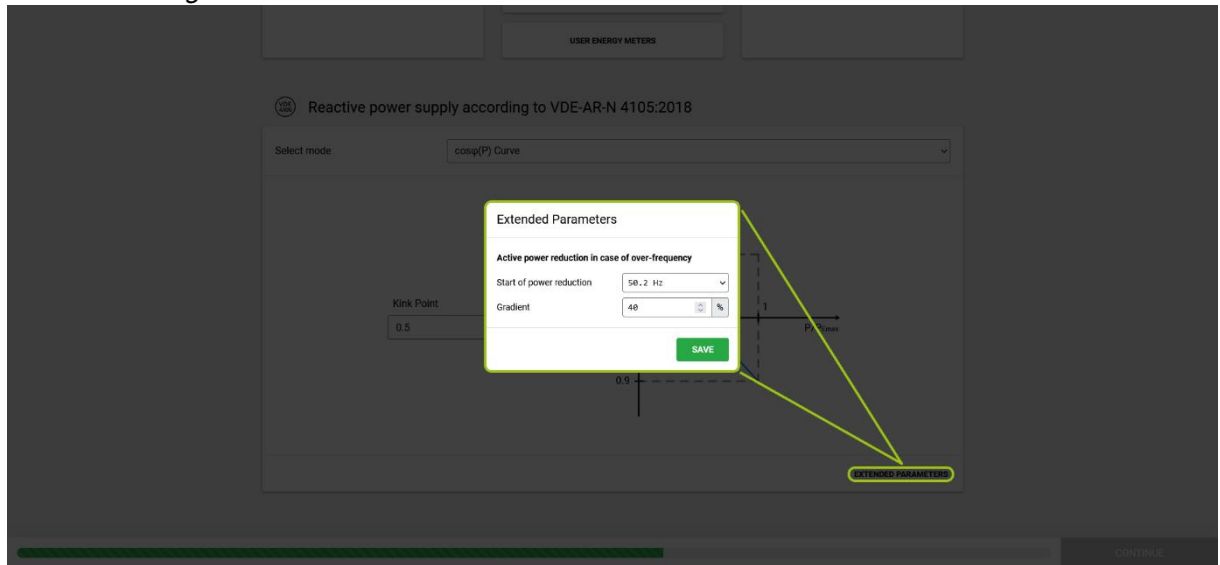 USER ENERGY METERS
VDE
Reactive power supply according to VDE-AR-N 4105:2018
Select mode
cosφ(P) Curve
Extended Parameters
Active power reduction in case of over-frequency
Start of power reduction
50.2 Hz
Gradient
40
%
SAVE
Kink Point
0.5
1
0.9
EXTENDED PARAMETERS
CONTINUE